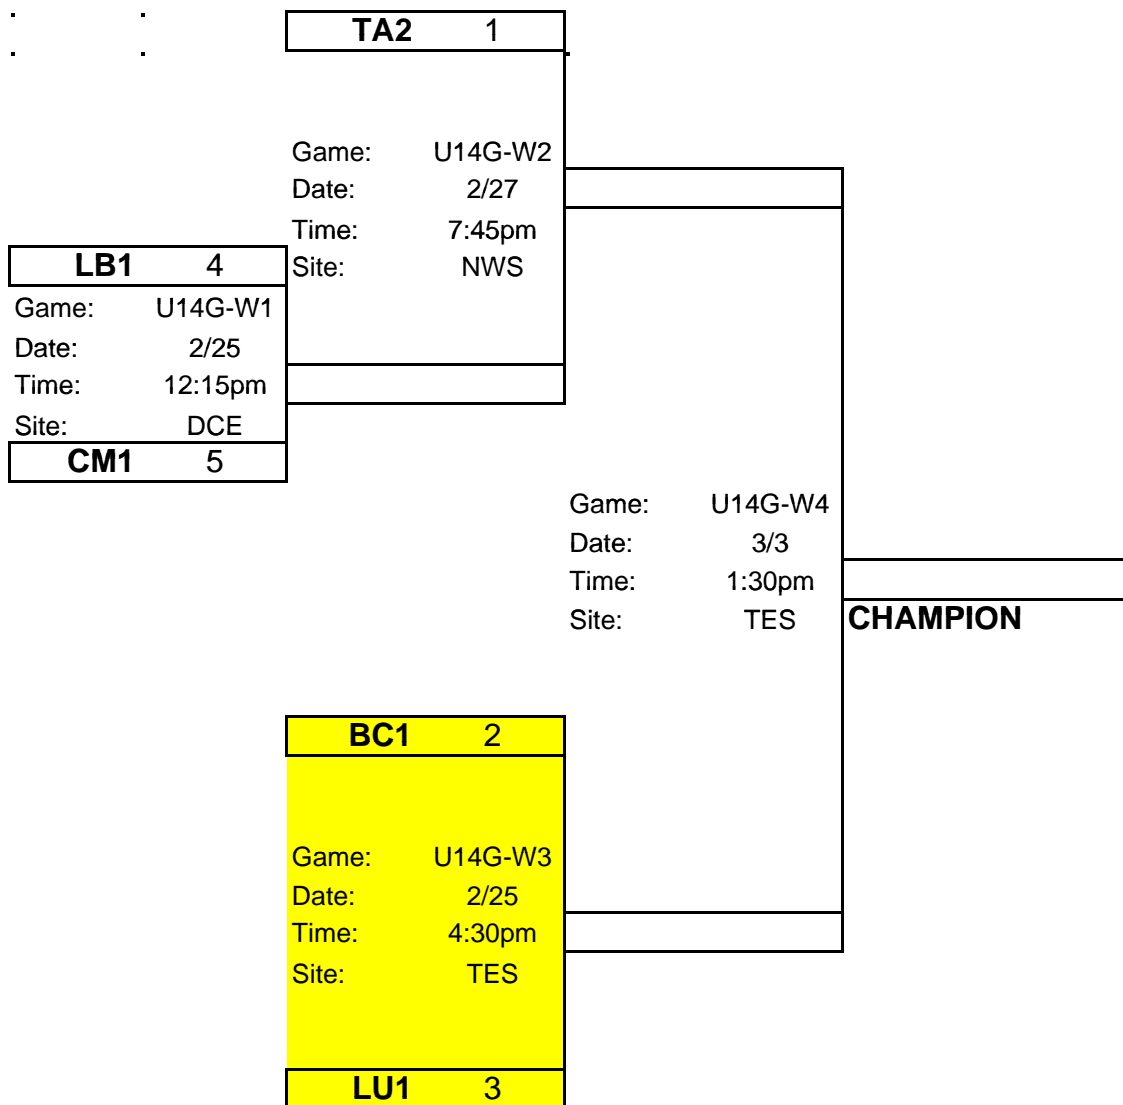 TA2 1
Game: U14G-W2
Date: 2/27
Time: 7:45pm
Site: NWS
LB1 4
Game: U14G-W1
Date: 2/25
Time: 12:15pm
Site: DCE
CM1 5
Game: U14G-W4
Date: 3/3
Time: 1:30pm
Site: TES
CHAMPION
BC1 2
Game: U14G-W3
Date: 2/25
Time: 4:30pm
Site: TES
LU1 3